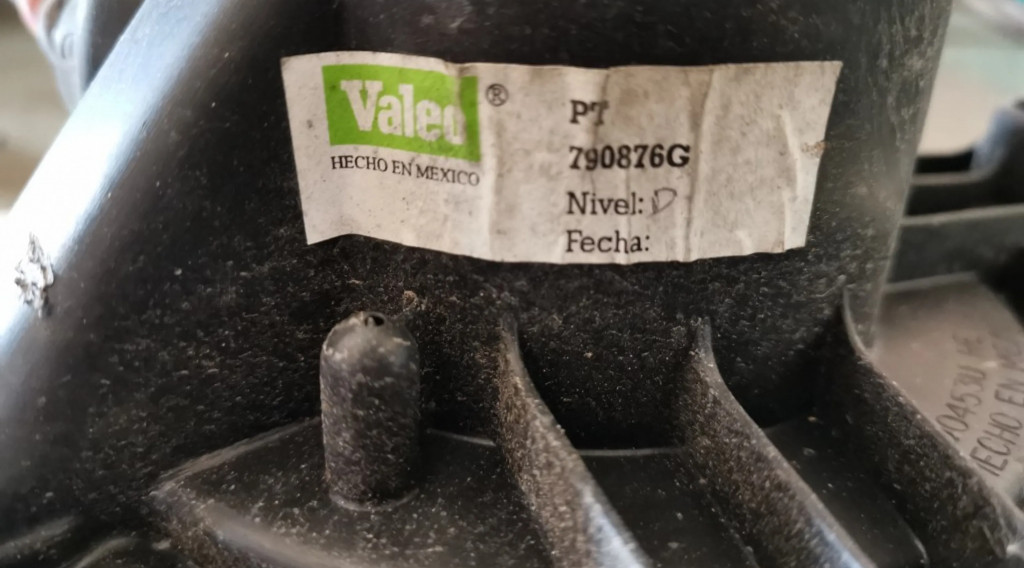 Valeo ®
HECHO EN MEXICO
PT
790876G
Nivel: D
Fecha:
HECHO EN